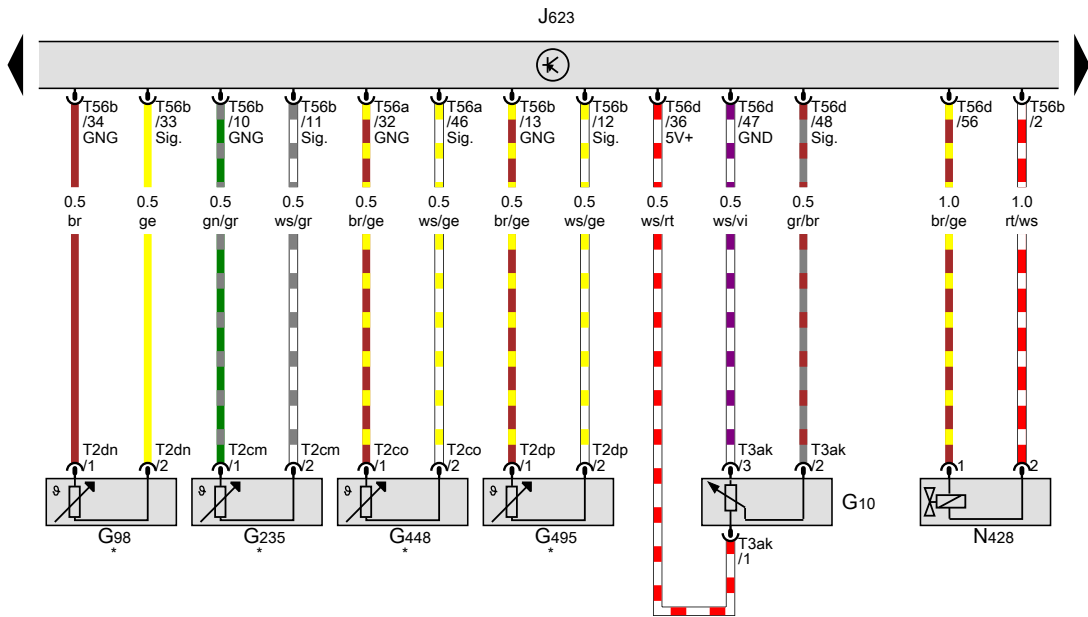 J623
T56b T56b T56b T56b T56a T56a T56b T56b T56d T56d T56d T56d T56b
/34 /33 /10 /11 /32 /46 /13 /12 /36 /47 /48 /56 /2
GNG Sig. GNG Sig. GNG Sig. GNG Sig. 5V+ GND Sig.
0.5 0.5 0.5 0.5 0.5 0.5 0.5 0.5 0.5 0.5 0.5 1.0 1.0
br ge gn/gr ws/gr br/ge ws/ge br/ge ws/ge ws/rt ws/vi gr/br br/ge rt/ws
T2dn T2dn T2cm T2cm T2co T2co T2dp T2dp T3ak T3ak
/1 /2 /1 /2 /1 /2 /1 /2 /3 /2 1 2
ϑ ϑ ϑ ϑ G10
G98 G235 G448 G495 T3ak N428
* * * * /1